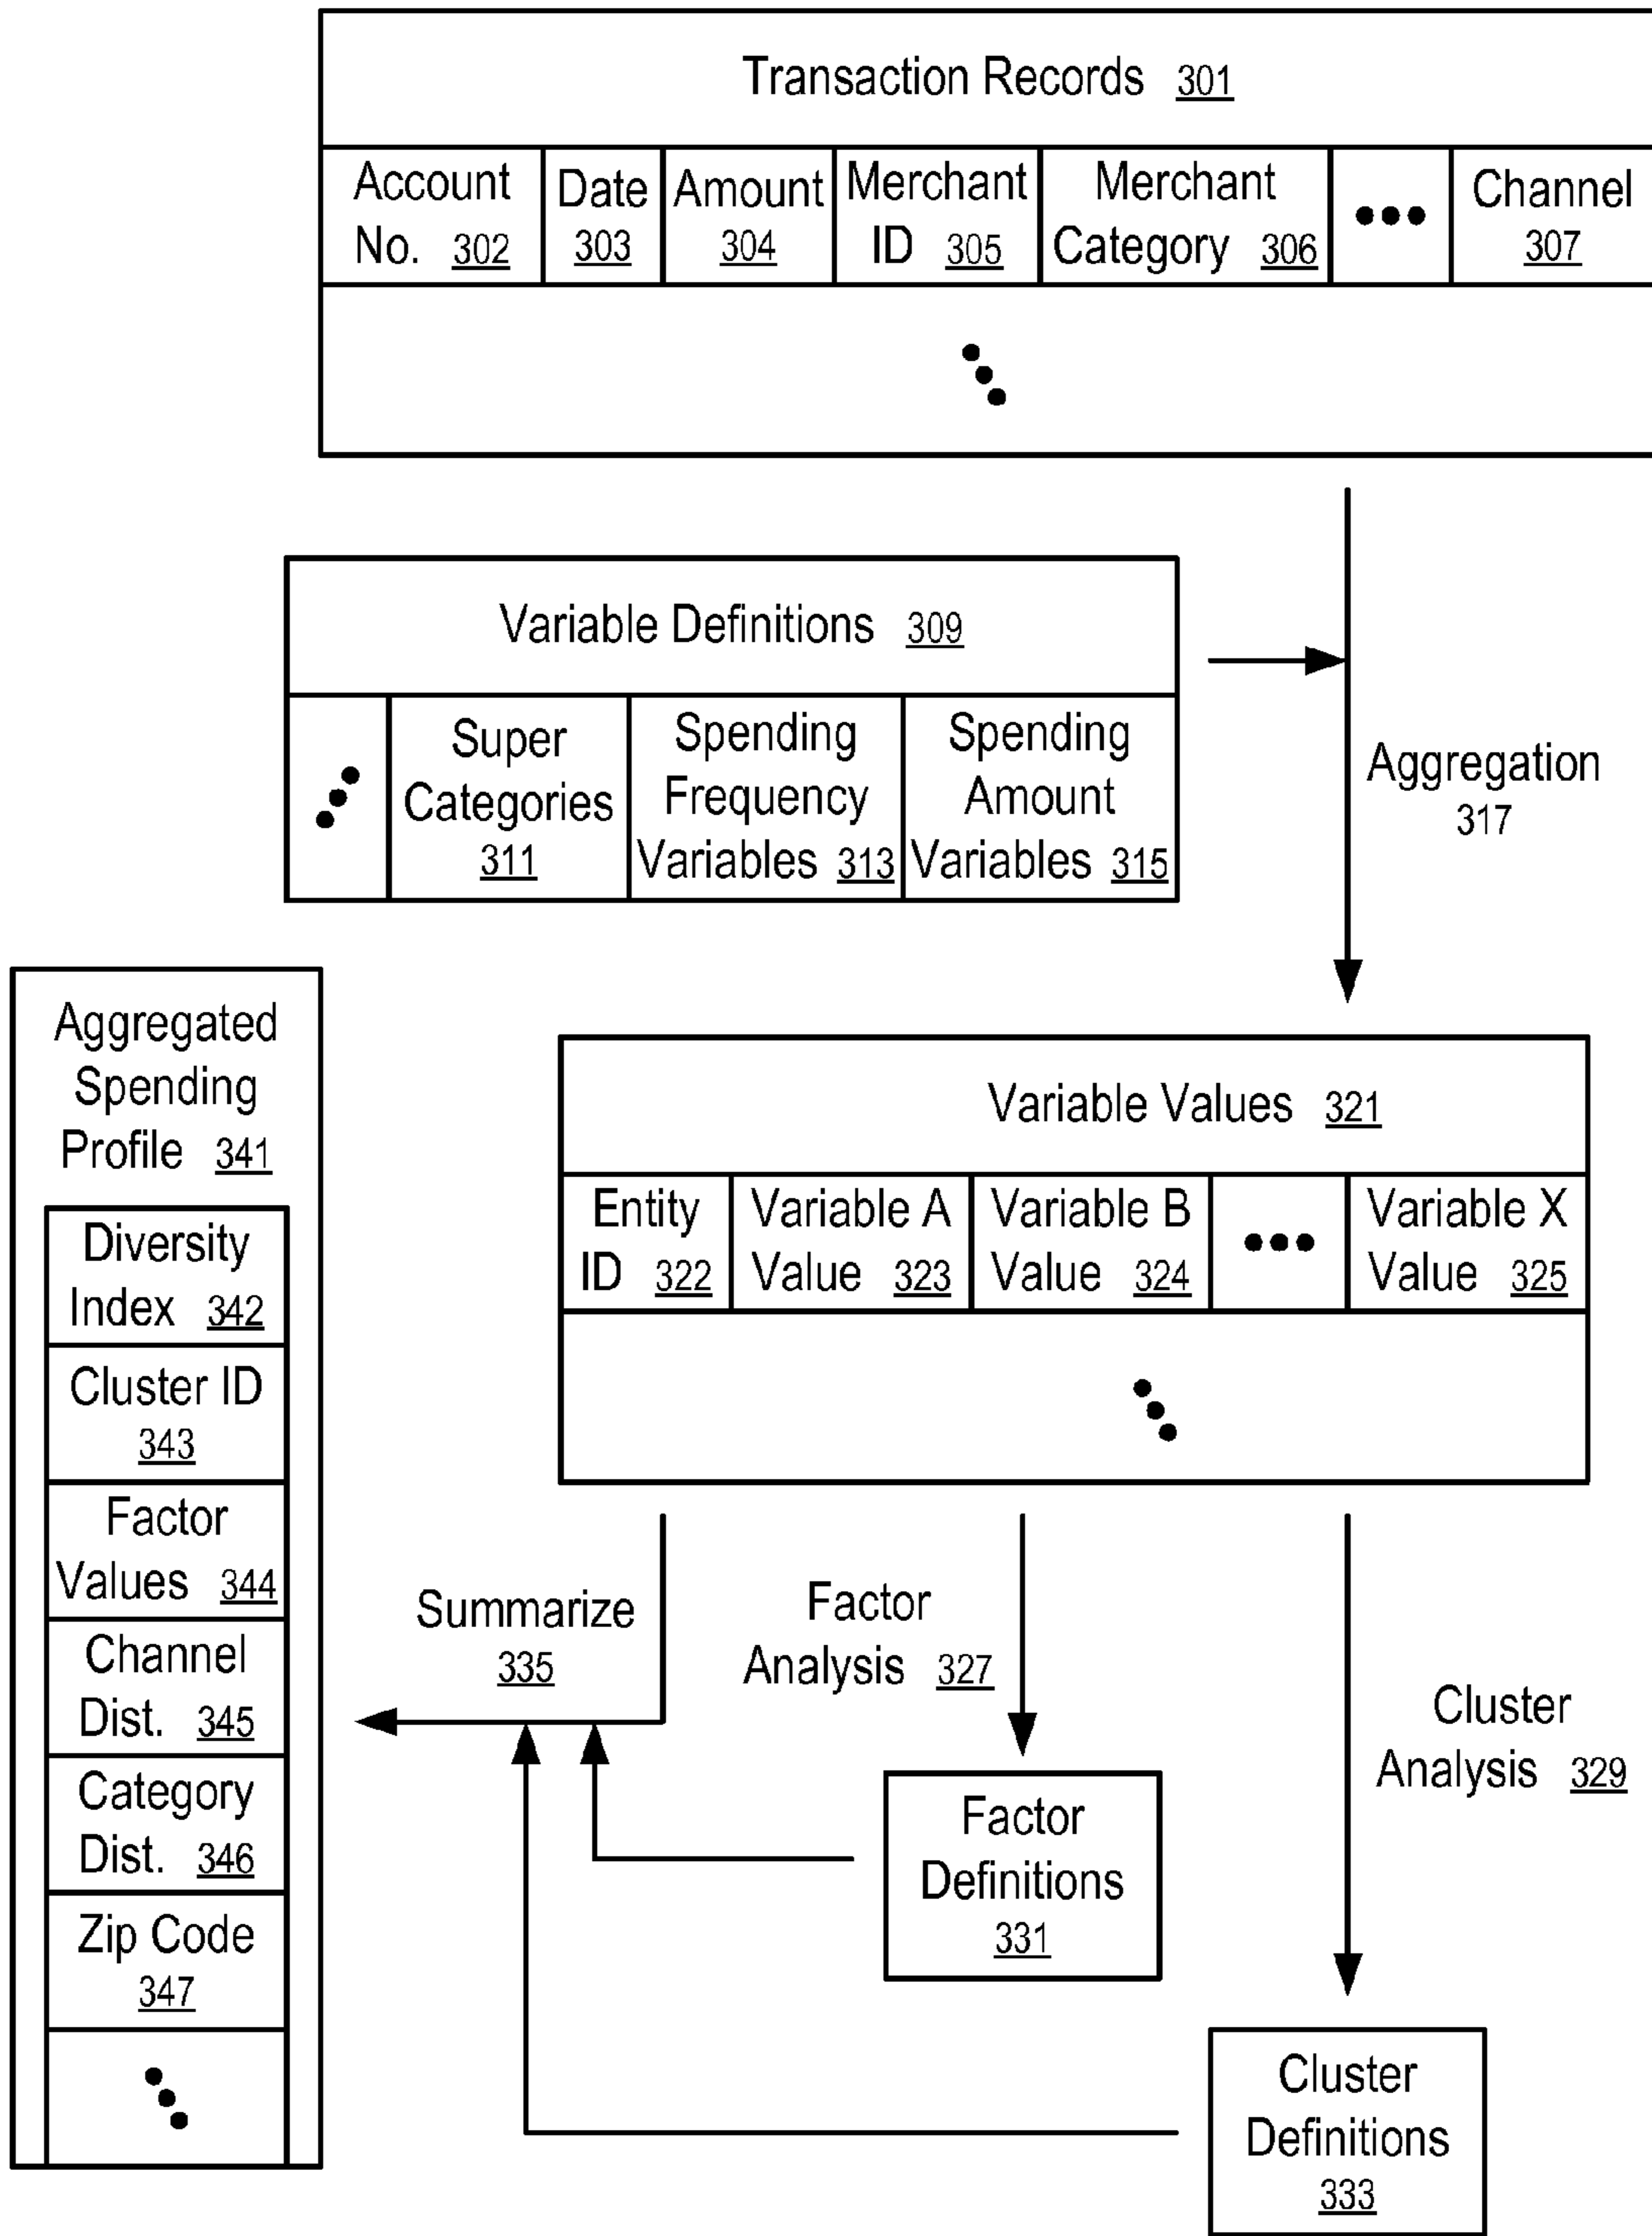 Transaction Records 301
Account
No. 302
Date
303
Amount
304
Merchant
ID 305
Merchant
Category 306
•••
Channel
307
Variable Definitions 309
Super
Categories
311
Spending
Frequency
Variables 313
Spending
Amount
Variables 315
Aggregation
317
Aggregated
Spending
Profile 341
Diversity
Index 342
Cluster ID
343
Factor
Values 344
Channel
Dist. 345
Category
Dist. 346
Zip Code
347
Variable Values 321
Entity
ID 322
Variable A
Value 323
Variable B
Value 324
•••
Variable X
Value 325
Summarize
335
Factor
Analysis 327
Cluster
Analysis 329
Factor
Definitions
331
Cluster
Definitions
333